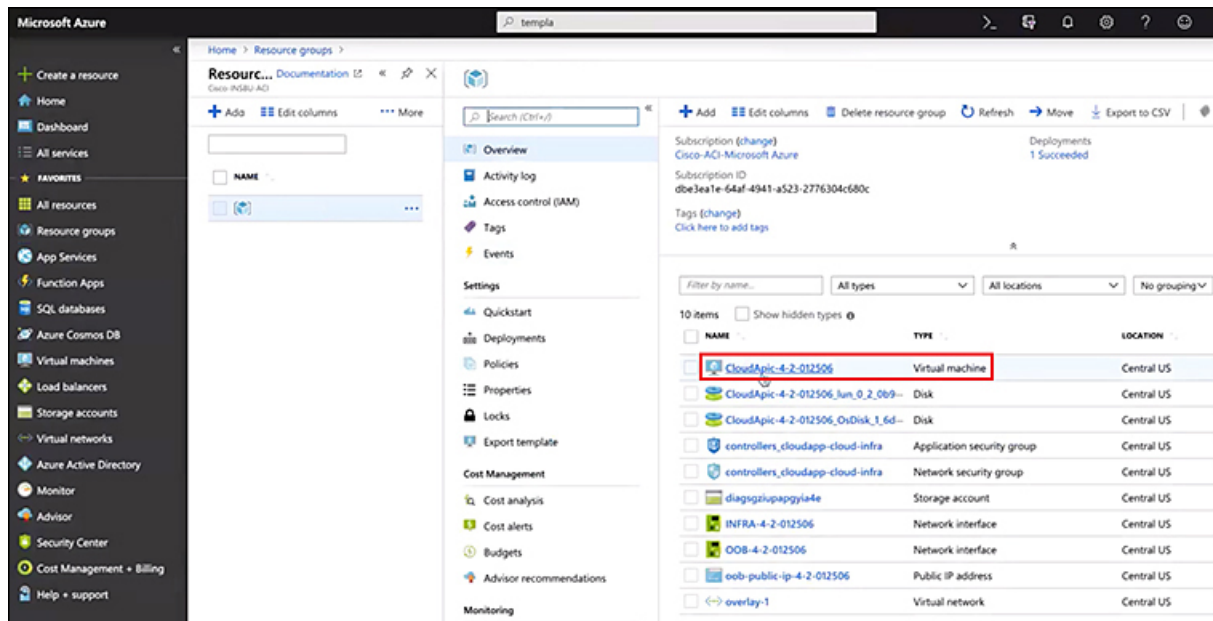 Microsoft Azure
templa
Create a resource
Home
Dashboard
All services
FAVORITES
All resources
Resource groups
App Services
Function Apps
SQL databases
Azure Cosmos DB
Virtual machines
Load balancers
Storage accounts
Virtual networks
Azure Active Directory
Monitor
Advisor
Security Center
Cost Management + Billing
Help + support
Home > Resource groups >
Resourc... Documentation
Cisco-INSBU-ACI
Add Edit columns More
NAME
Search (Ctrl+/)
Overview
Activity log
Access control (IAM)
Tags
Events
Settings
Quickstart
Deployments
Policies
Properties
Locks
Export template
Cost Management
Cost analysis
Cost alerts
Budgets
Advisor recommendations
Monitoring
Add Edit columns Delete resource group Refresh Move Export to CSV
Subscription (change)
Cisco-ACI-Microsoft Azure
Subscription ID
dbe3ea1e-64af-4941-a523-2776304c680c
Tags (change)
Click here to add tags
Deployments
1 Succeeded
Filter by name... All types All locations No grouping
10 items Show hidden types
NAME TYPE LOCATION
CloudApic-4-2-012506 Virtual machine Central US
CloudApic-4-2-012506_lun_0_2_0b9... Disk Central US
CloudApic-4-2-012506_OsDisk_1_6d... Disk Central US
controllers_cloudapp-cloud-infra Application security group Central US
controllers_cloudapp-cloud-infra Network security group Central US
diagsgziupapgyia4e Storage account Central US
INFRA-4-2-012506 Network interface Central US
OOB-4-2-012506 Network interface Central US
oob-public-ip-4-2-012506 Public IP address Central US
overlay-1 Virtual network Central US